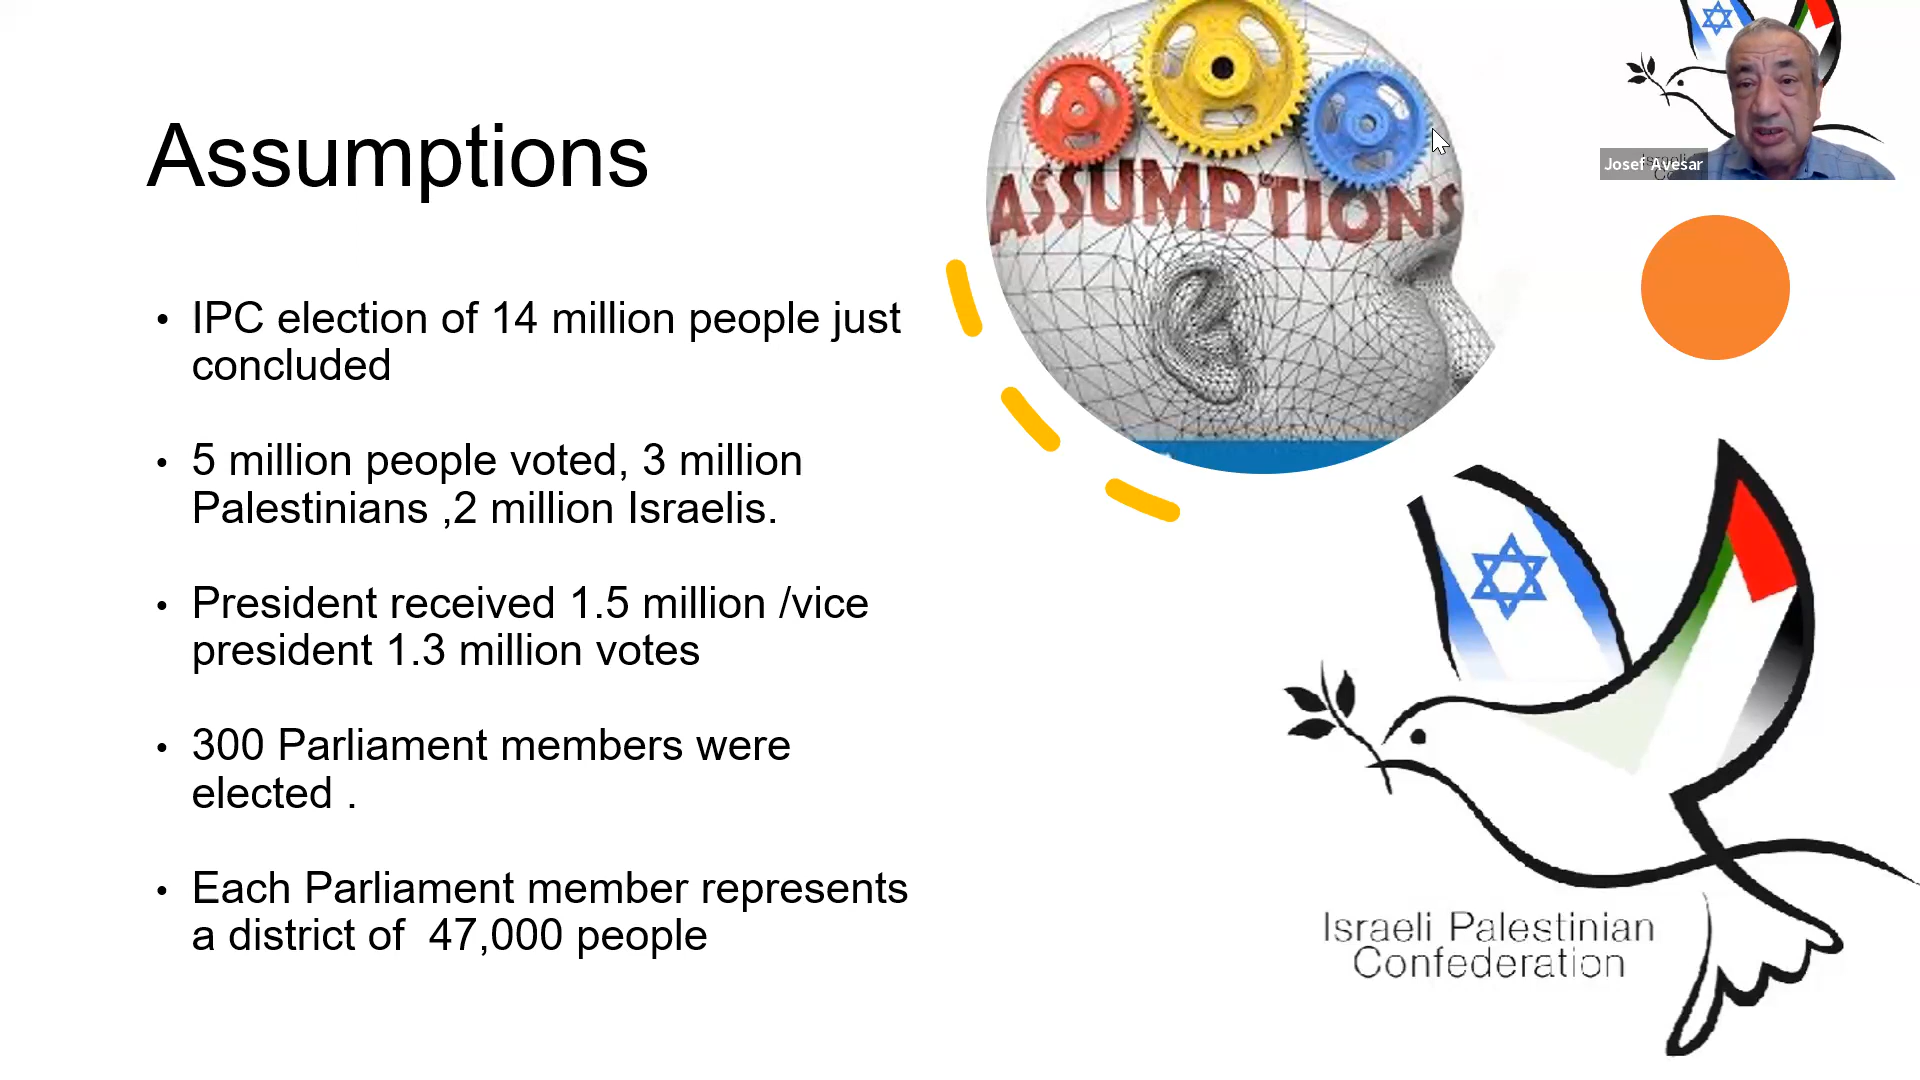 Assumptions
• IPC election of 14 million people just
concluded
• 5 million people voted, 3 million
Palestinians ,2 million Israelis.
• President received 1.5 million /vice
president 1.3 million votes
• 300 Parliament members were
elected .
• Each Parliament member represents
a district of 47,000 people
ASSUMPTIONS
Josef Avesar
Israeli Palestinian
Confederation